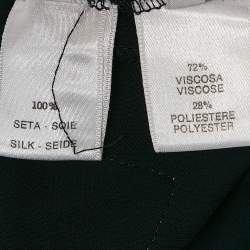 100%
SETA - SOIE
SILK - SEIDE
72%
VISCOSA
VISCOSE
28%
POLIESTERE
POLYESTER